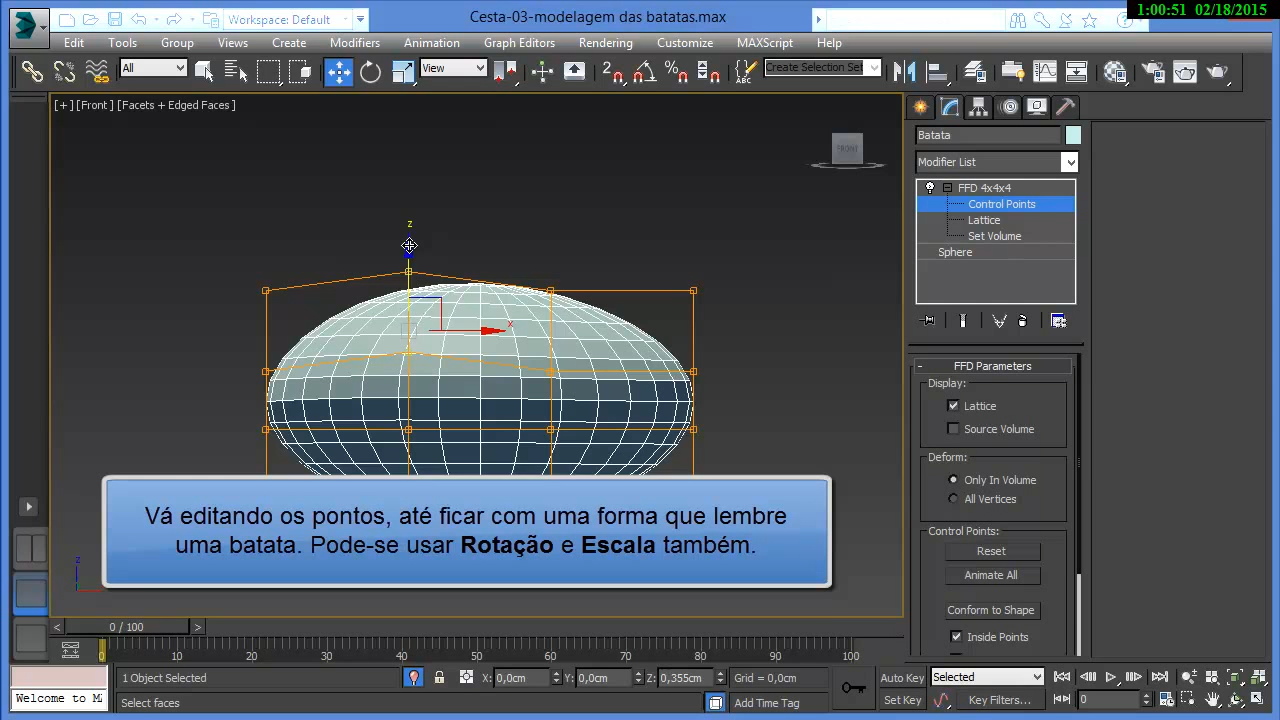 1:00:51 02/18/2015
Workspace: Default
Cesta-03-modelagem das batatas.max
Edit Tools Group Views Create Modifiers Animation Graph Editors Rendering Customize MAXScript Help
All
View
Create Selection Set
[+] [Front] [Facets + Edged Faces]
FRONT
z
x
Batata
Modifier List
FFD 4x4x4
Control Points
Lattice
Set Volume
Sphere
- FFD Parameters
Display:
Lattice
Source Volume
Deform:
Only In Volume
All Vertices
Control Points:
Reset
Animate All
Conform to Shape
Inside Points
Vá editando os pontos, até ficar com uma forma que lembre
uma batata. Pode-se usar Rotação e Escala também.
z
< 0 / 100 >
0 10 20 30 40 50 60 70 80 90 100
1 Object Selected
X: 0,0cm Y: 0,0cm Z: 0,355cm Grid = 0,0cm
Auto Key Selected
Welcome to M
Select faces
Add Time Tag
Set Key Key Filters... 0